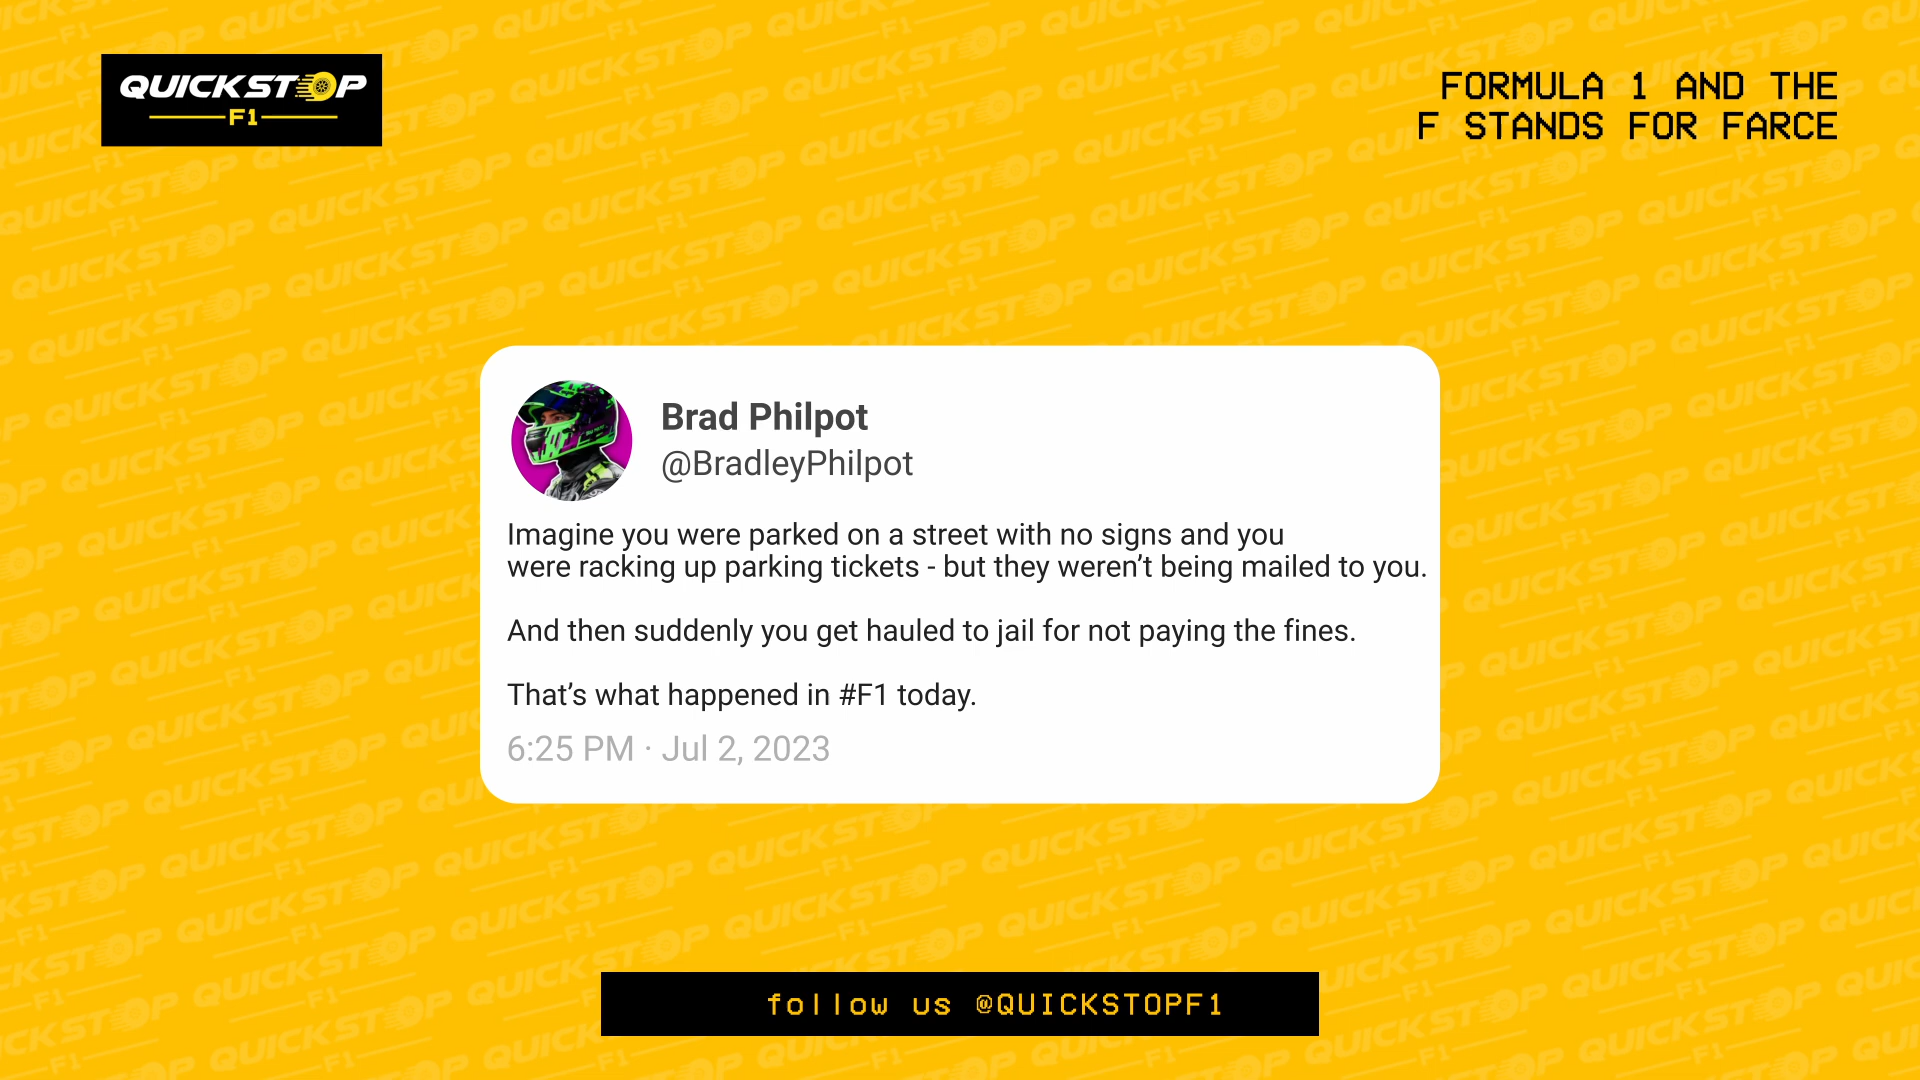 QUICKSTOP
F1
FORMULA 1 AND THE
F STANDS FOR FARCE
Brad Philpot
@BradleyPhilpot
Imagine you were parked on a street with no signs and you
were racking up parking tickets - but they weren’t being mailed to you.
And then suddenly you get hauled to jail for not paying the fines.
That’s what happened in #F1 today.
6:25 PM · Jul 2, 2023
follow us @QUICKSTOPF1